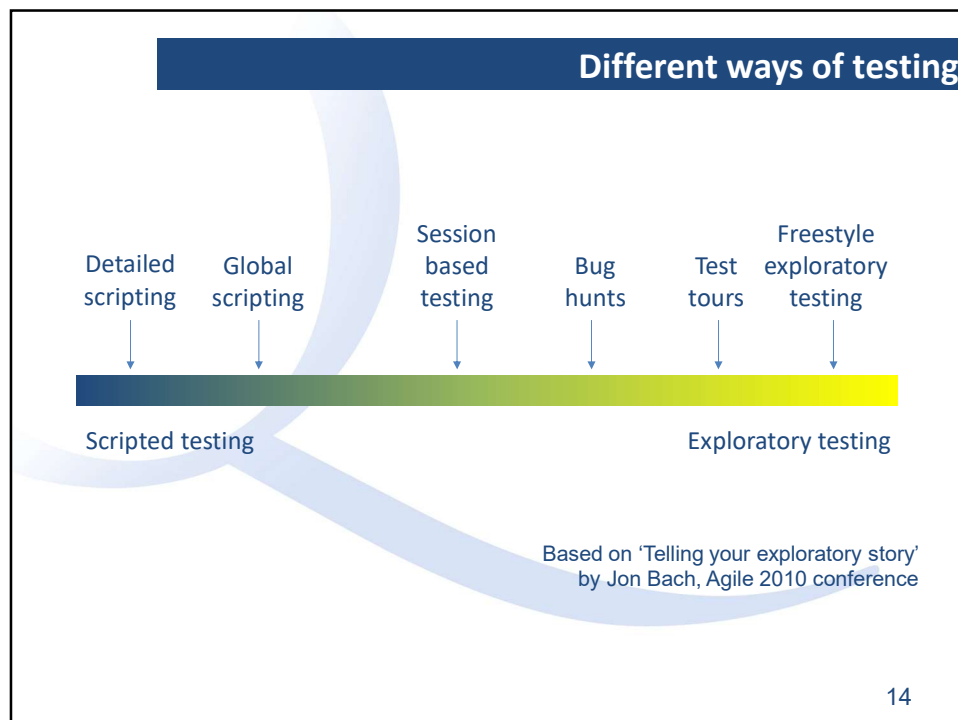 Different ways of testing
Detailed
scripting
Global
scripting
Session
based
testing
Bug
hunts
Test
tours
Freestyle
exploratory
testing
Scripted testing
Exploratory testing
Based on ‘Telling your exploratory story’
by Jon Bach, Agile 2010 conference
14